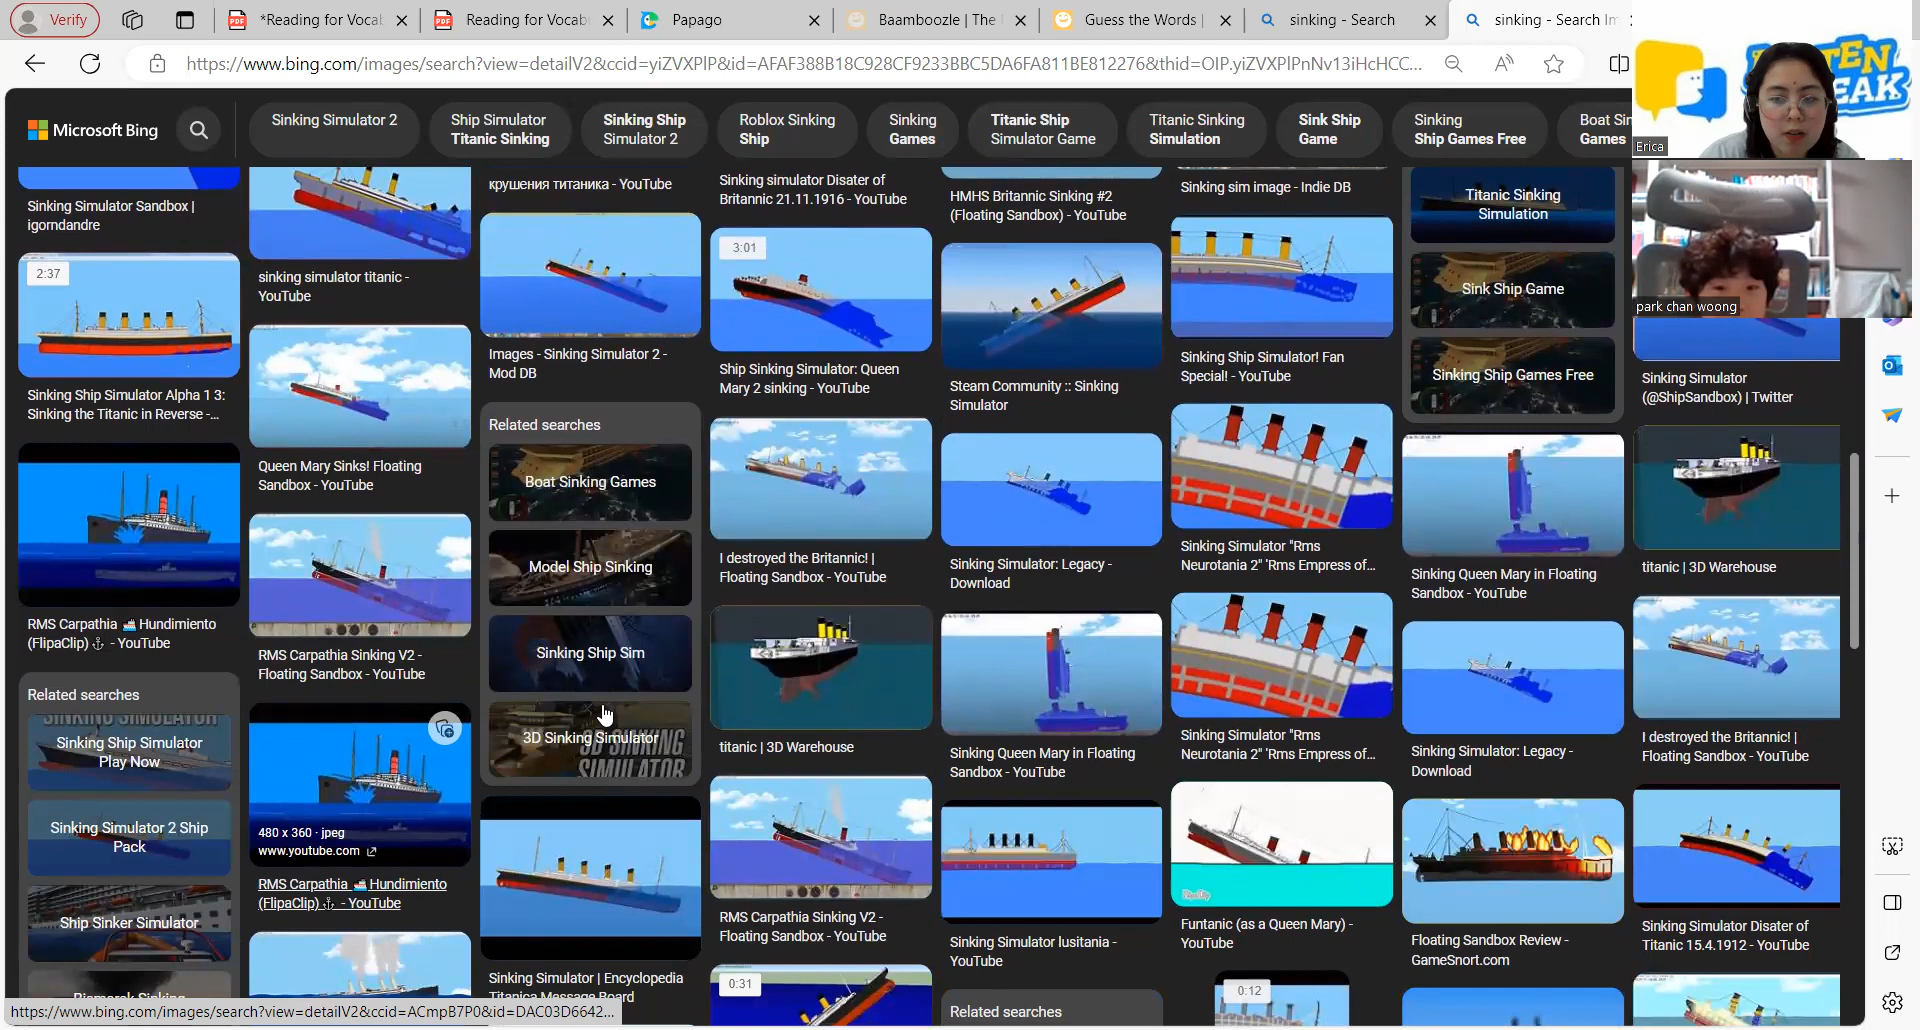 Verify
*Reading for Vocab
Reading for Vocabu
Papago
Baamboozle | The
Guess the Words |
sinking - Search
sinking - Search Im
https://www.bing.com/images/search?view=detailV2&ccid=yiZVXPlP&id=AFAF388B18C928CF9233BBC5DA6FA811BE812276&thid=OIP.yiZVXPlPnNv13iHcHCC...
Microsoft Bing
Sinking Simulator 2
Ship Simulator
Titanic Sinking
Sinking Ship
Simulator 2
Roblox Sinking
Ship
Sinking
Games
Titanic Ship
Simulator Game
Titanic Sinking
Simulation
Sink Ship
Game
Sinking
Ship Games Free
Boat Sin
Games
Erica
park chan woong
Sinking Simulator Sandbox |
igorndandre
2:37
Sinking Ship Simulator Alpha 1 3:
Sinking the Titanic in Reverse -...
RMS Carpathia 🚢 Hundimiento
(FlipaClip) ⚓ - YouTube
Related searches
SINKING SIMULATOR
Sinking Ship Simulator
Play Now
Sinking Simulator 2 Ship
Pack
Ship Sinker Simulator
Bismarck Sinking
sinking simulator titanic -
YouTube
Queen Mary Sinks! Floating
Sandbox - YouTube
RMS Carpathia Sinking V2 -
Floating Sandbox - YouTube
480 x 360 · jpeg
www.youtube.com
RMS Carpathia 🚢 Hundimiento
(FlipaClip) ⚓ - YouTube
крушения титаника - YouTube
Images - Sinking Simulator 2 -
Mod DB
Related searches
Boat Sinking Games
Model Ship Sinking
Sinking Ship Sim
3D Sinking Simulator
3D SINKING
SIMULATOR
Sinking Simulator | Encyclopedia
Titanica Message Board
Sinking simulator Disater of
Britannic 21.11.1916 - YouTube
3:01
Ship Sinking Simulator: Queen
Mary 2 sinking - YouTube
I destroyed the Britannic! |
Floating Sandbox - YouTube
titanic | 3D Warehouse
RMS Carpathia Sinking V2 -
Floating Sandbox - YouTube
0:31
HMHS Britannic Sinking #2
(Floating Sandbox) - YouTube
Steam Community :: Sinking
Simulator
Sinking Simulator: Legacy -
Download
Sinking Queen Mary in Floating
Sandbox - YouTube
Sinking Simulator lusitania -
YouTube
Related searches
Sinking sim image - Indie DB
Sinking Ship Simulator! Fan
Special! - YouTube
Sinking Simulator "Rms
Neurotania 2" 'Rms Empress of...
Sinking Simulator "Rms
Neurotania 2" 'Rms Empress of...
Funtanic (as a Queen Mary) -
YouTube
0:12
Titanic Sinking
Simulation
Sink Ship Game
Sinking Ship Games Free
Sinking Queen Mary in Floating
Sandbox - YouTube
Sinking Simulator: Legacy -
Download
Floating Sandbox Review -
GameSnort.com
Sinking Simulator
(@ShipSandbox) | Twitter
titanic | 3D Warehouse
I destroyed the Britannic! |
Floating Sandbox - YouTube
Sinking Simulator Disater of
Titanic 15.4.1912 - YouTube
https://www.bing.com/images/search?view=detailV2&ccid=ACmpB7P0&id=DAC03D6642...